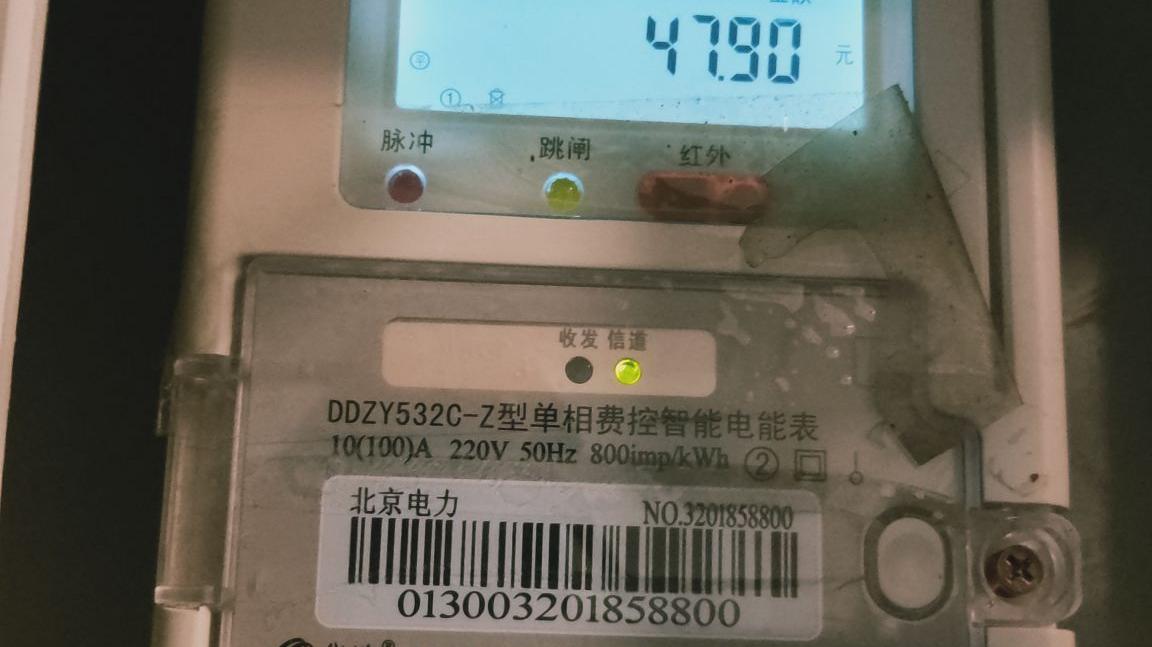 47.90 元
平
①
脉冲 跳闸 红外
收发 信道
DDZY532C-Z型单相费控智能电能表
10(100)A 220V 50Hz 800imp/kWh ②
北京电力 NO.3201858800
013003201858800